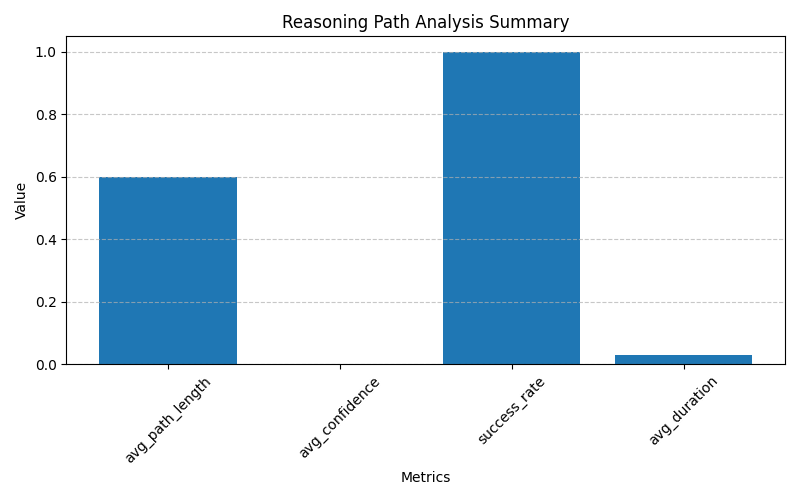 Reasoning Path Analysis Summary
Value
1.0
0.8
0.6
0.4
0.2
0.0
avg_path_length
avg_confidence
success_rate
avg_duration
Metrics